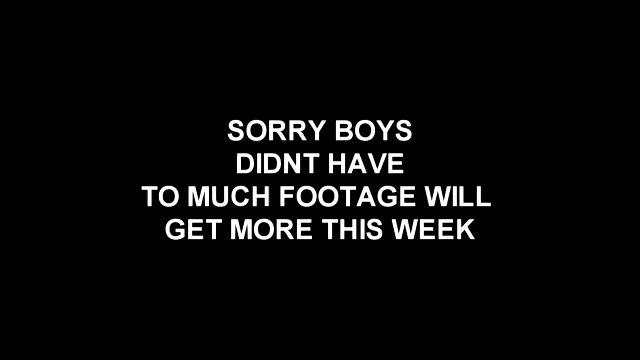 SORRY BOYS
DIDNT HAVE
TO MUCH FOOTAGE WILL
GET MORE THIS WEEK